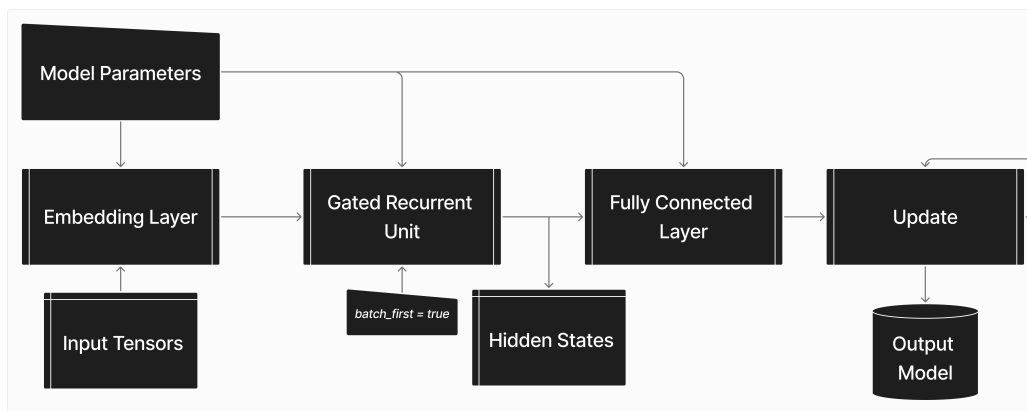 Model Parameters
Embedding Layer
Gated Recurrent
Unit
Fully Connected
Layer
Update
Input Tensors
batch_first = true
Hidden States
Output
Model